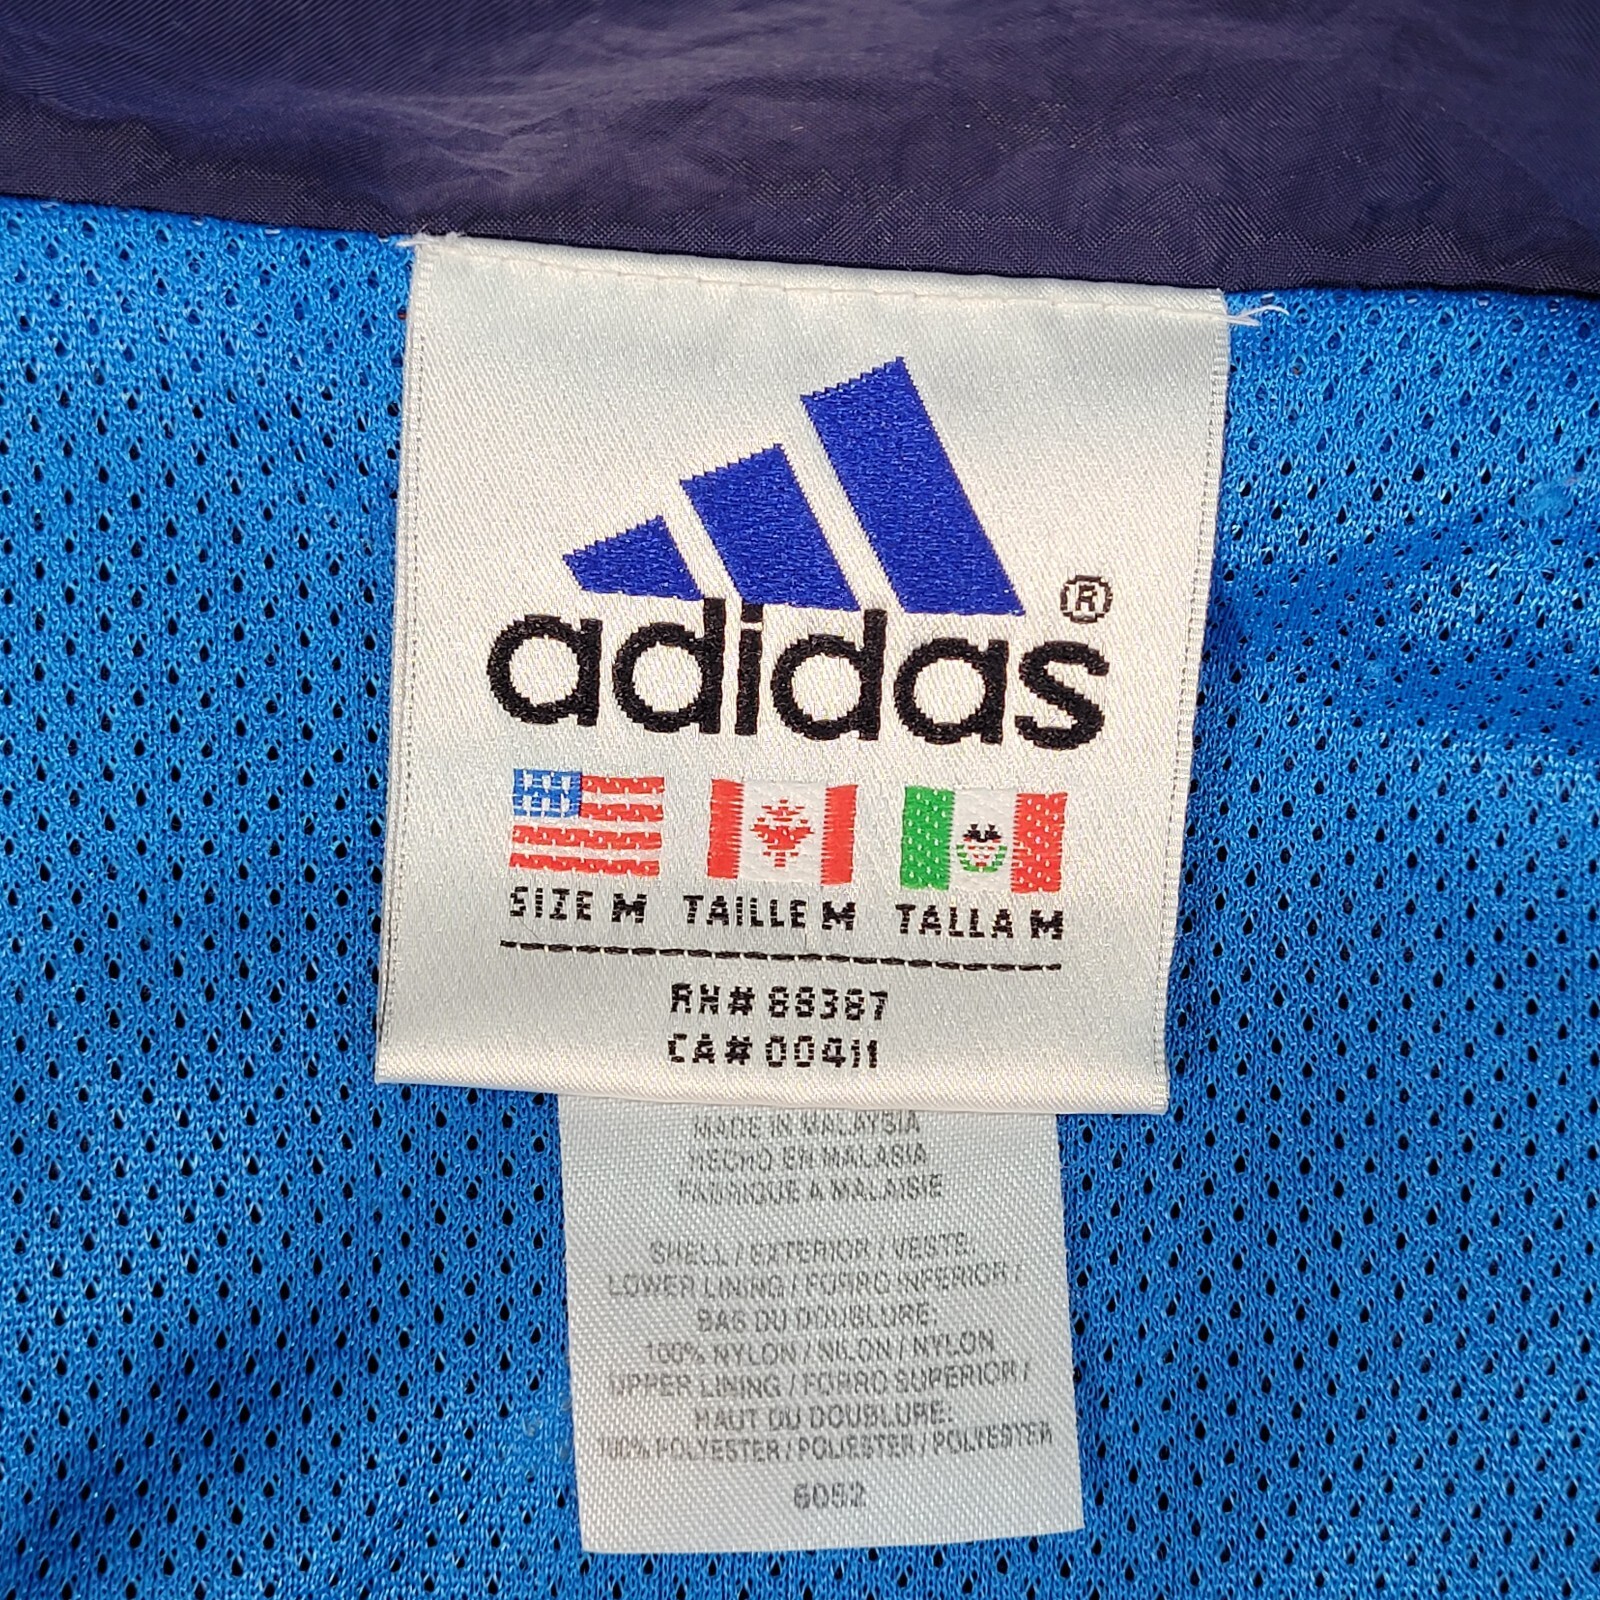 adidas®
SIZE M TAILLE M TALLA M
RN# 88387
CA# 00411
MADE IN MALAYSIA
HECHO EN MALASIA
FABRIQUE A MALAISIE
SHELL / EXTERIOR / VESTE:
LOWER LINING / FORRO INFERIOR /
BAS DU DOUBLURE:
100% NYLON / NILON / NYLON
UPPER LINING / FORRO SUPERIOR /
HAUT DU DOUBLURE:
100% POLYESTER / POLIESTER / POLYESTER
6052